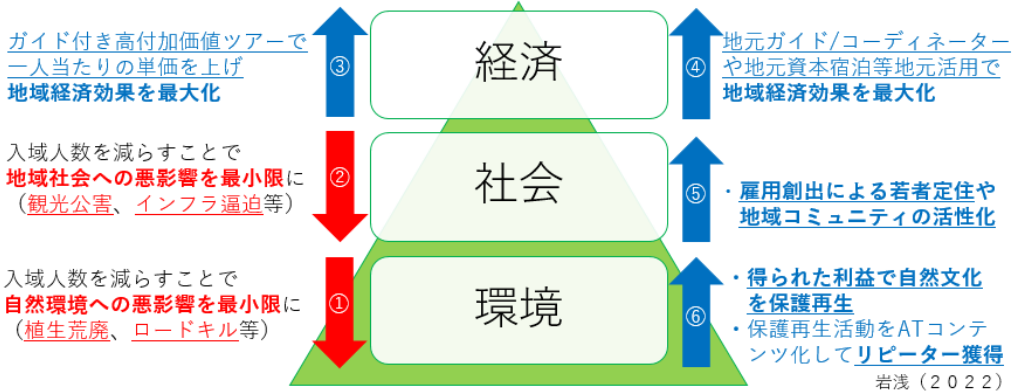 ガイド付き高付加価値ツアーで
一人当たりの単価を上げ
地域経済効果を最大化
③
経済
④
地元ガイド/コーディネーター
や地元資本宿泊等地元活用で
地域経済効果を最大化
入域人数を減らすことで
地域社会への悪影響を最小限に
（観光公害、インフラ逼迫等）
②
社会
⑤
・雇用創出による若者定住や
地域コミュニティの活性化
入域人数を減らすことで
自然環境への悪影響を最小限に
（植生荒廃、ロードキル等）
①
環境
⑥
・得られた利益で自然文化
を保護再生
・保護再生活動をATコンテ
ンツ化してリピーター獲得
岩浅（２０２２）